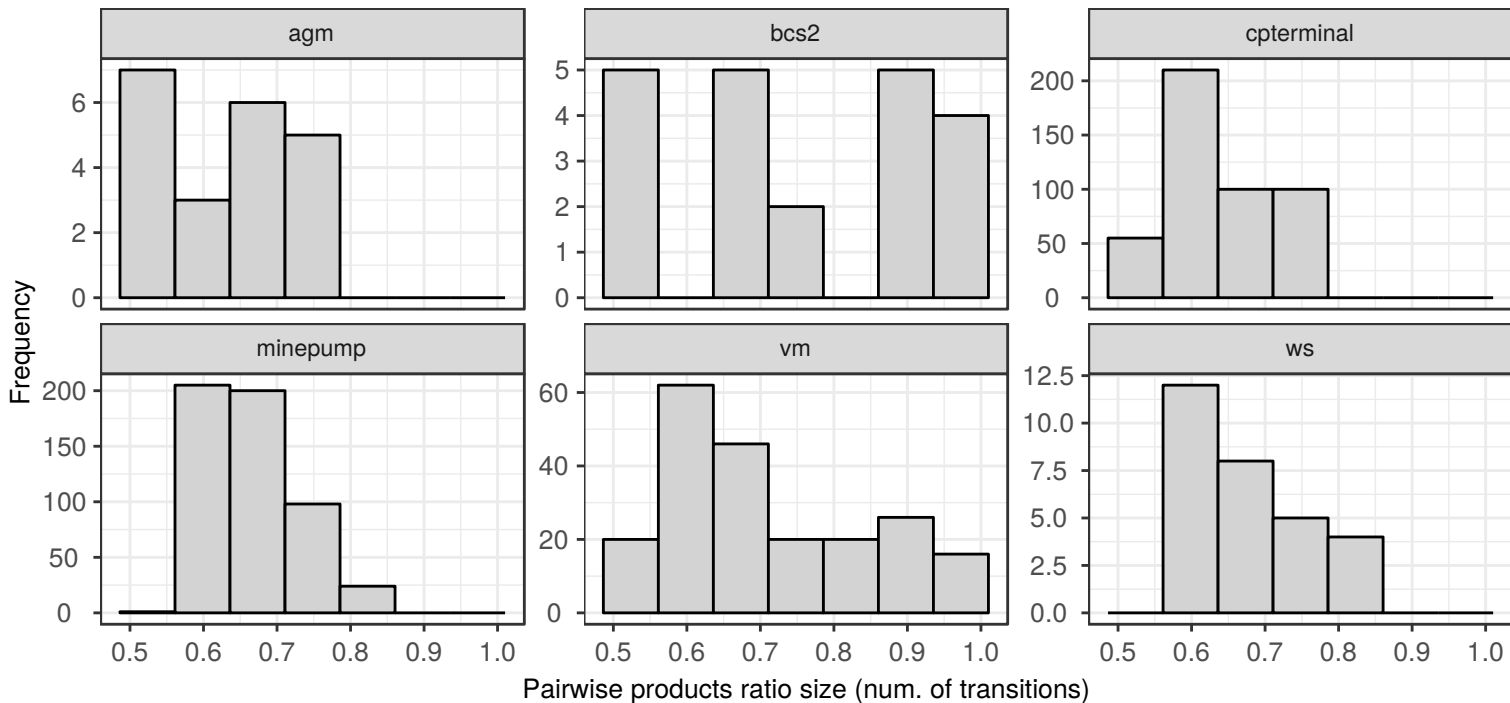 agm
bcs2
cpterminal
6
4
2
0
5
4
3
2
1
0
200
150
100
50
0
minepump
vm
ws
200
150
100
50
0
60
40
20
0
12.5
10.0
7.5
5.0
2.5
0.0
0.5 0.6 0.7 0.8 0.9 1.0
0.5 0.6 0.7 0.8 0.9 1.0
0.5 0.6 0.7 0.8 0.9 1.0
Frequency
Pairwise products ratio size (num. of transitions)